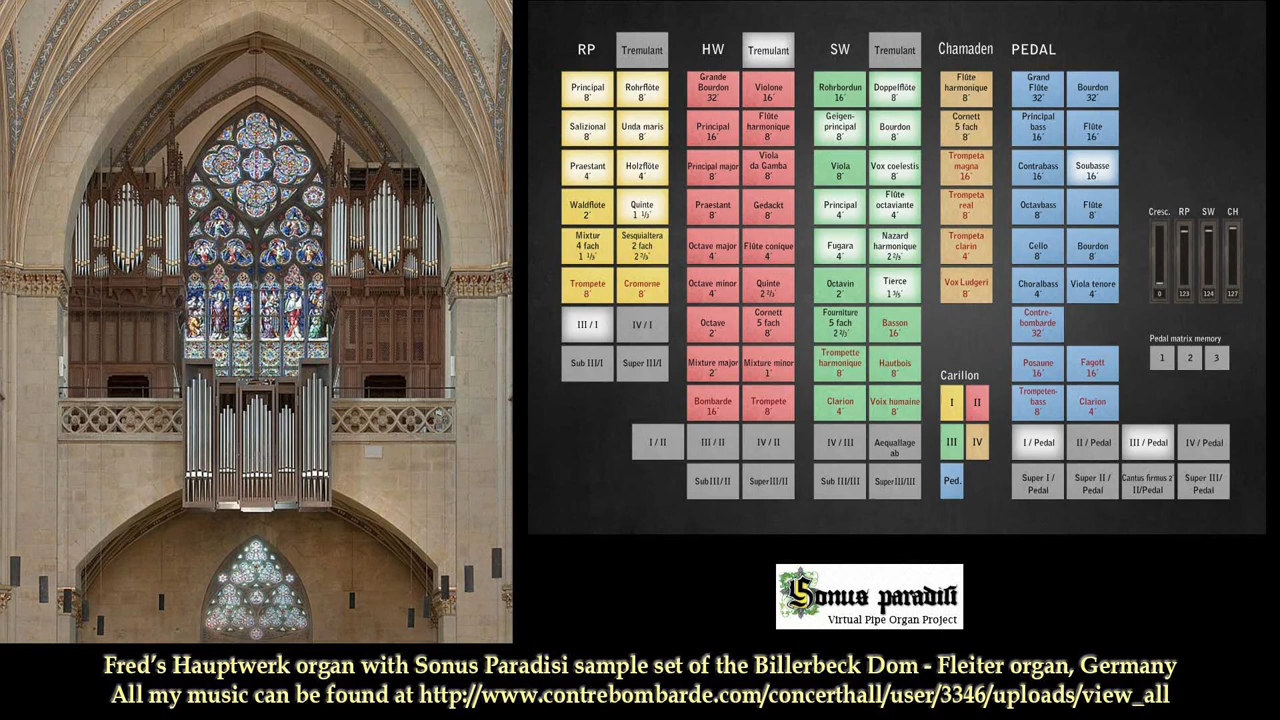 RP
Tremulant
HW
Tremulant
SW
Tremulant
Chamaden
PEDAL
Principal
8´
Rohrflöte
8´
Salizional
8´
Unda maris
8´
Praestant
4´
Holzflöte
4´
Waldflöte
2´
Quinte
1 ⅓´
Mixtur
4 fach
1 ⅓´
Sesquialtera
2 fach
2 ⅔´
Trompete
8´
Cromorne
8´
III / I
IV / I
Sub III/I
Super III/I
Grande
Bourdon
32´
Violone
16´
Principal
16´
Flûte
harmonique
8´
Principal major
8´
Viola
da Gamba
8´
Praestant
8´
Gedackt
8´
Octave major
4´
Flûte conique
4´
Octave minor
4´
Quinte
2 ⅔´
Octave
2´
Cornett
5 fach
8´
Mixture major
2´
Mixture minor
1´
Bombarde
16´
Trompete
8´
I / II
III / II
IV / II
Sub III/II
Super III/II
Rohrbordun
16´
Doppelflöte
8´
Geigen-
principal
8´
Bourdon
8´
Viola
8´
Vox coelestis
8´
Principal
4´
Flûte
octaviante
4´
Fugara
4´
Nazard
harmonique
2 ⅔´
Octavin
2´
Tierce
1 ⅗´
Fourniture
5 fach
2 ⅔´
Basson
16´
Trompette
harmonique
8´
Hautbois
8´
Clarion
4´
Voix humaine
8´
IV / III
Aequallage
ab
Sub III/III
Super III/III
Flûte
harmonique
8´
Cornett
5 fach
8´
Trompeta
magna
16´
Trompeta
real
8´
Trompeta
clarin
4´
Vox Ludgeri
8´
Carillon
I
II
III
IV
Ped.
Grand
Flûte
32´
Bourdon
32´
Principal
bass
16´
Flûte
16´
Contrabass
16´
Soubasse
16´
Octavbass
8´
Flûte
8´
Cello
8´
Bourdon
8´
Choralbass
4´
Viola tenore
4´
Contre-
bombarde
32´
Posaune
16´
Fagott
16´
Trompeten-
bass
8´
Clarion
4´
I / Pedal
II / Pedal
III / Pedal
IV / Pedal
Super I /
Pedal
Super II /
Pedal
Cantus firmus 2´
II/Pedal
Super III/
Pedal
Cresc. RP SW CH
0 123 124 127
Pedal matrix memory
1 2 3
Sonus paradisi
Virtual Pipe Organ Project
Fred's Hauptwerk organ with Sonus Paradisi sample set of the Billerbeck Dom - Fleiter organ, Germany
All my music can be found at http://www.contrebombarde.com/concerthall/user/3346/uploads/view_all